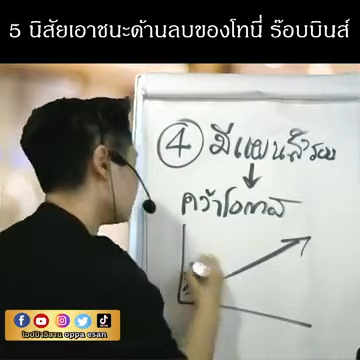 5 นิสัยเอาชนะด้านลบของโทนี่ ร๊อบบินส์
④ มีแผนสำรอง
คว้าโอกาส
โอปป้าอีสาน oppa esan